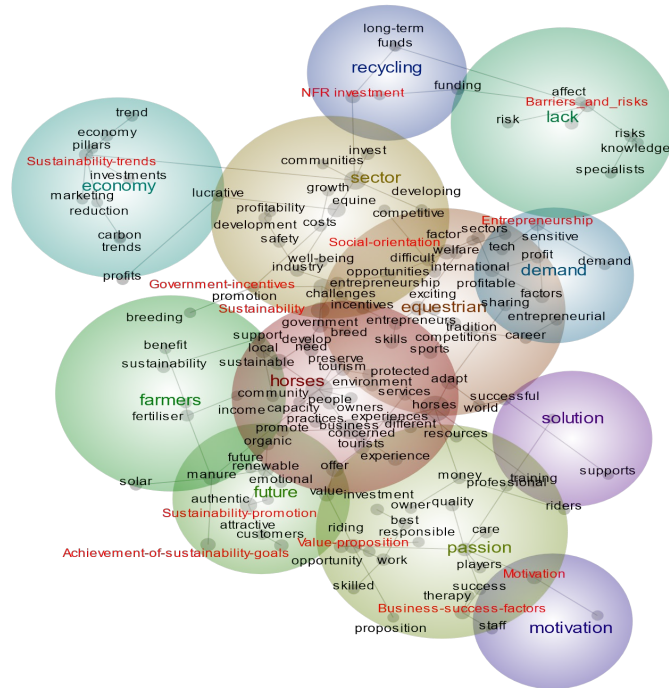 long-term
funds
recycling
NFR investment
funding
affect
Barriers_and_risks
risk
lack
risks
knowledge
specialists
trend
economy
pillars
Sustainability-trends
investments
economy
marketing
reduction
carbon
trends
profits
lucrative
invest
communities
sector
growth
developing
equine
profitability
competitive
development
costs
safety
Social-orientation
well-being
industry
difficult
opportunities
Government-incentives
entrepreneurship
challenges
promotion
incentives
exciting
Sustainability
factor
sectors
welfare
tech
international
profitable
sharing
equestrian
Entrepreneurship
sensitive
profit
demand
demand
factors
entrepreneurial
career
government
entrepreneurs
tradition
breed
develop
skills
competitions
need
sports
breeding
support
benefit
local
sustainability
sustainable
preserve
tourism
protected
horses
environment
adapt
farmers
community
people
services
successful
fertiliser
income
capacity
owners
horses
world
practices
experiences
promote
business
different
organic
concerned
resources
tourists
solution
future
experience
renewable
offer
solar
manure
emotional
future
value
authentic
Sustainability-promotion
attractive
customers
Achievement-of-sustainability-goals
money
training
professional
supports
investment
owner
quality
riders
best
riding
responsible
care
Value-proposition
passion
opportunity
work
players
skilled
success
Motivation
therapy
Business-success-factors
proposition
staff
motivation